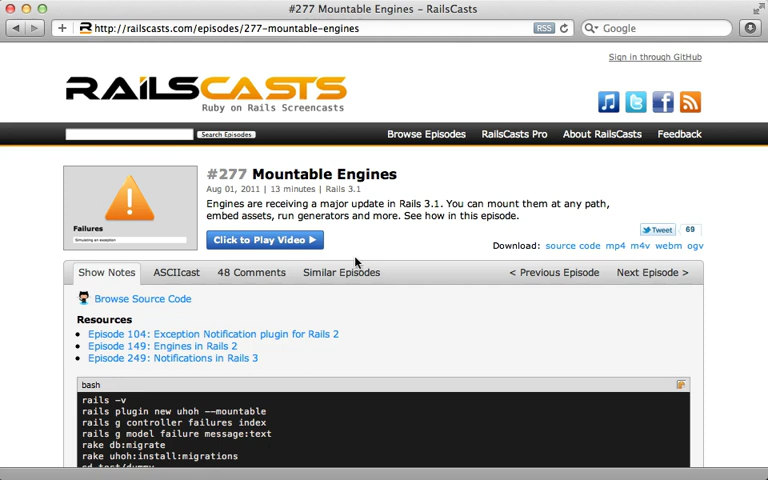 #277 Mountable Engines – RailsCasts
http://railscasts.com/episodes/277-mountable-engines
RSS
Google
Sign in through GitHub
RAILSCASTS
Ruby on Rails Screencasts
Search Episodes
Browse Episodes RailsCasts Pro About RailsCasts Feedback
#277 Mountable Engines
Aug 01, 2011 | 13 minutes | Rails 3.1
Engines are receiving a major update in Rails 3.1. You can mount them at any path,
embed assets, run generators and more. See how in this episode.
Failures
Simulating an exception
Tweet 69
Click to Play Video
Download: source code mp4 m4v webm ogv
Show Notes ASCIIcast 48 Comments Similar Episodes < Previous Episode Next Episode >
Browse Source Code
Resources
Episode 104: Exception Notification plugin for Rails 2
Episode 149: Engines in Rails 2
Episode 249: Notifications in Rails 3
bash
rails -v
rails plugin new uhoh --mountable
rails g controller failures index
rails g model failure message:text
rake db:migrate
rake uhoh:install:migrations
cd test/dummy